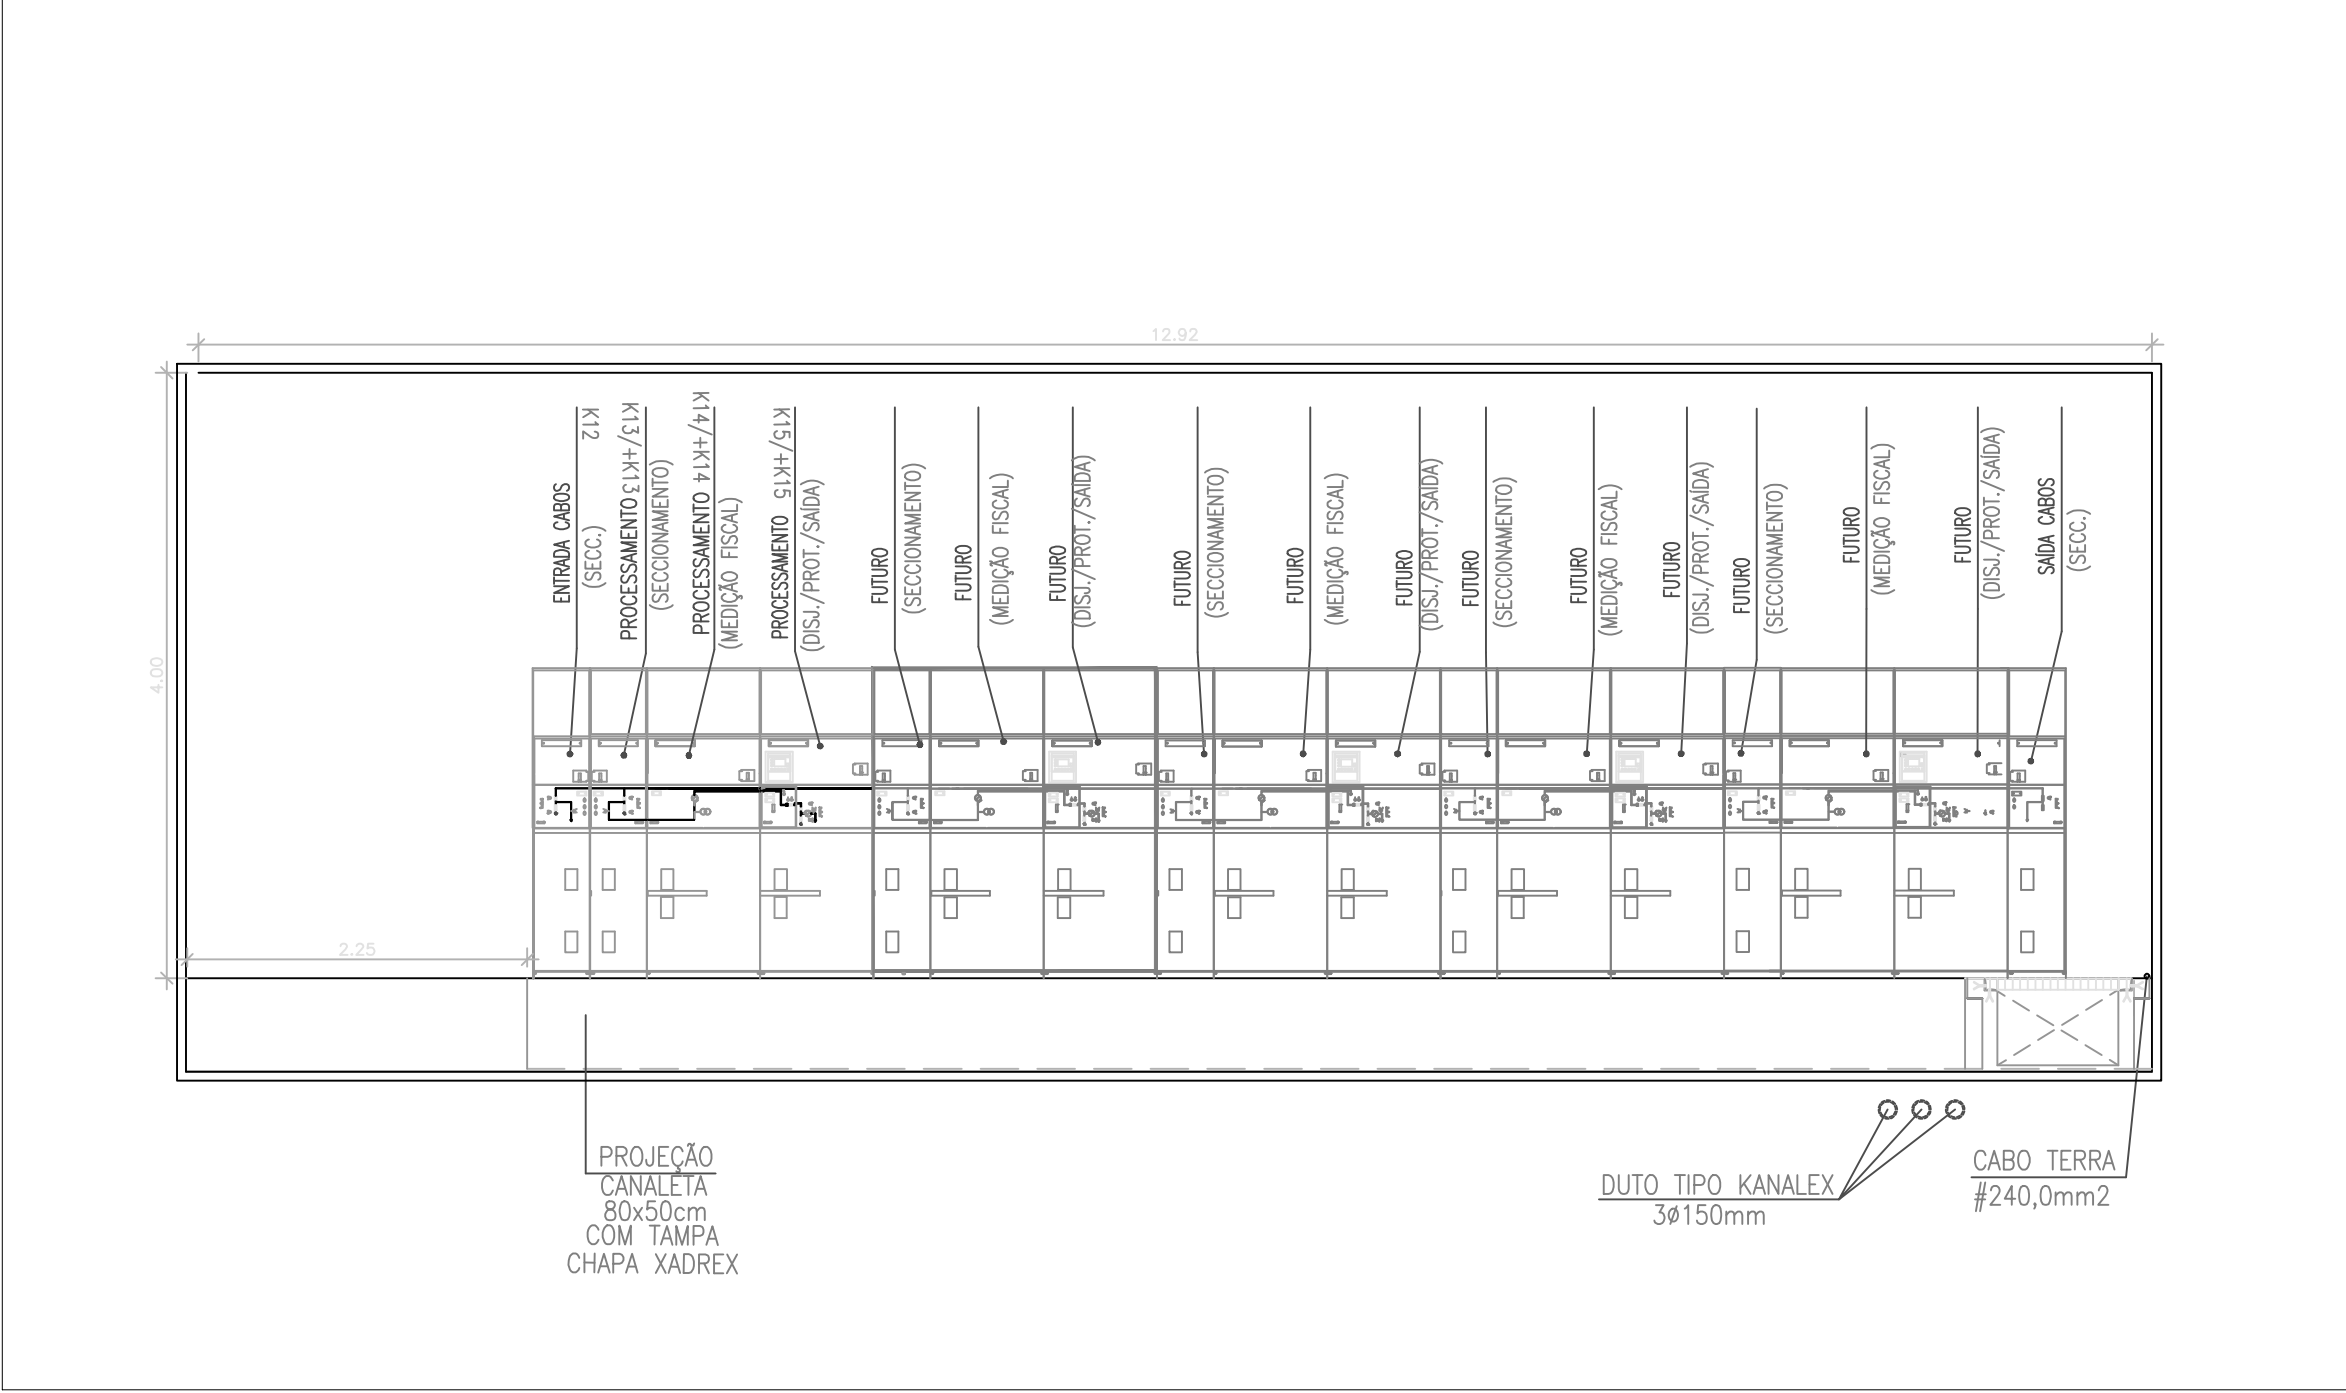 12.92
4.00
2.25
K12
ENTRADA CABOS
(SECC.)
K13/+K13
PROCESSAMENTO
(SECCIONAMENTO)
K14/+K14
PROCESSAMENTO
(MEDIÇÃO FISCAL)
K15/+K15
PROCESSAMENTO
(DISJ./PROT./SAÍDA)
FUTURO
(SECCIONAMENTO)
FUTURO
(MEDIÇÃO FISCAL)
FUTURO
(DISJ./PROT./SAÍDA)
FUTURO
(SECCIONAMENTO)
FUTURO
(MEDIÇÃO FISCAL)
FUTURO
(DISJ./PROT./SAÍDA)
FUTURO
(SECCIONAMENTO)
FUTURO
(MEDIÇÃO FISCAL)
FUTURO
(DISJ./PROT./SAÍDA)
FUTURO
(SECCIONAMENTO)
FUTURO
(MEDIÇÃO FISCAL)
FUTURO
(DISJ./PROT./SAÍDA)
SAÍDA CABOS
(SECC.)
PROJEÇÃO
CANALETA
80x50cm
COM TAMPA
CHAPA XADREX
DUTO TIPO KANALEX
3ø150mm
CABO TERRA
#240,0mm2